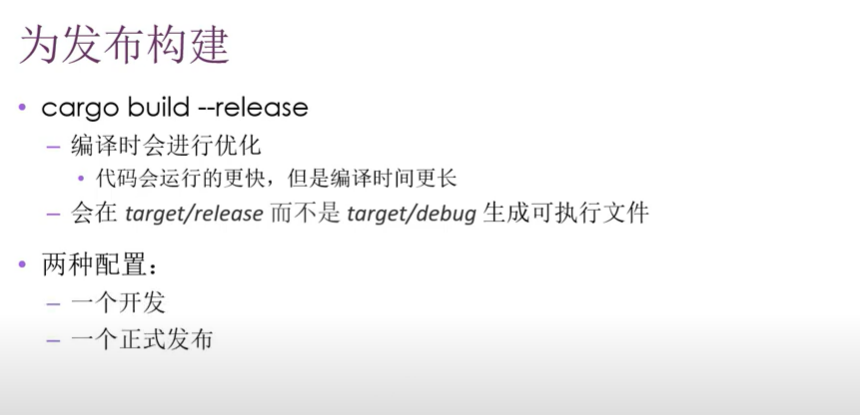 为发布构建
• cargo build --release
– 编译时会进行优化
• 代码会运行的更快，但是编译时间更长
– 会在 target/release 而不是 target/debug 生成可执行文件
• 两种配置：
– 一个开发
– 一个正式发布